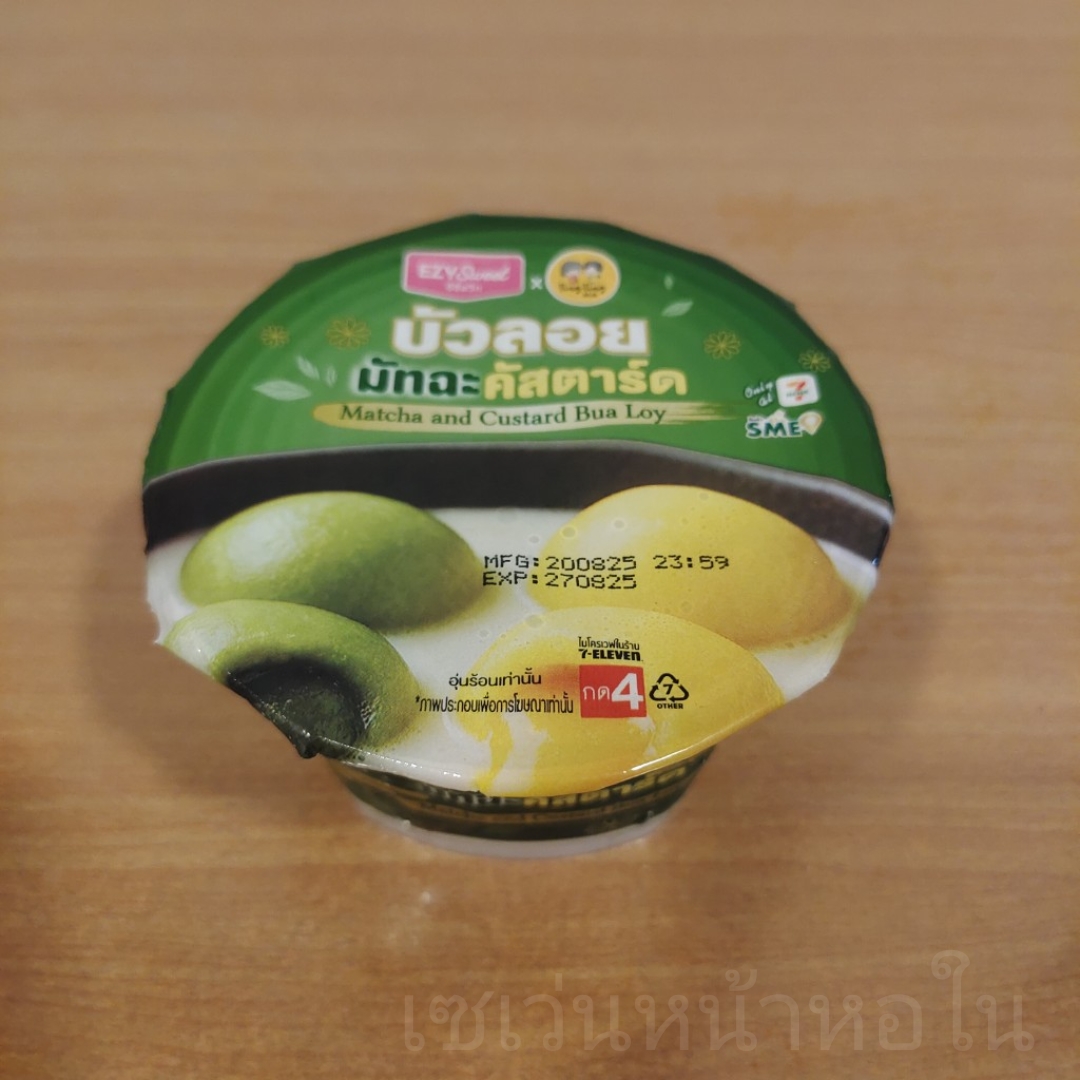 EZY Sweet
x
บัวลอย
มัทฉะคัสตาร์ด
Matcha and Custard Bua Loy
Only at 7
SME
MFG:200825 23:59
EXP:270825
ไมโครเวฟในร้าน
7-ELEVEN
กด4
อุ่นร้อนเท่านั้น
*ภาพประกอบเพื่อการโฆษณาเท่านั้น
7
OTHER
เซเว่นหน้าหอใน